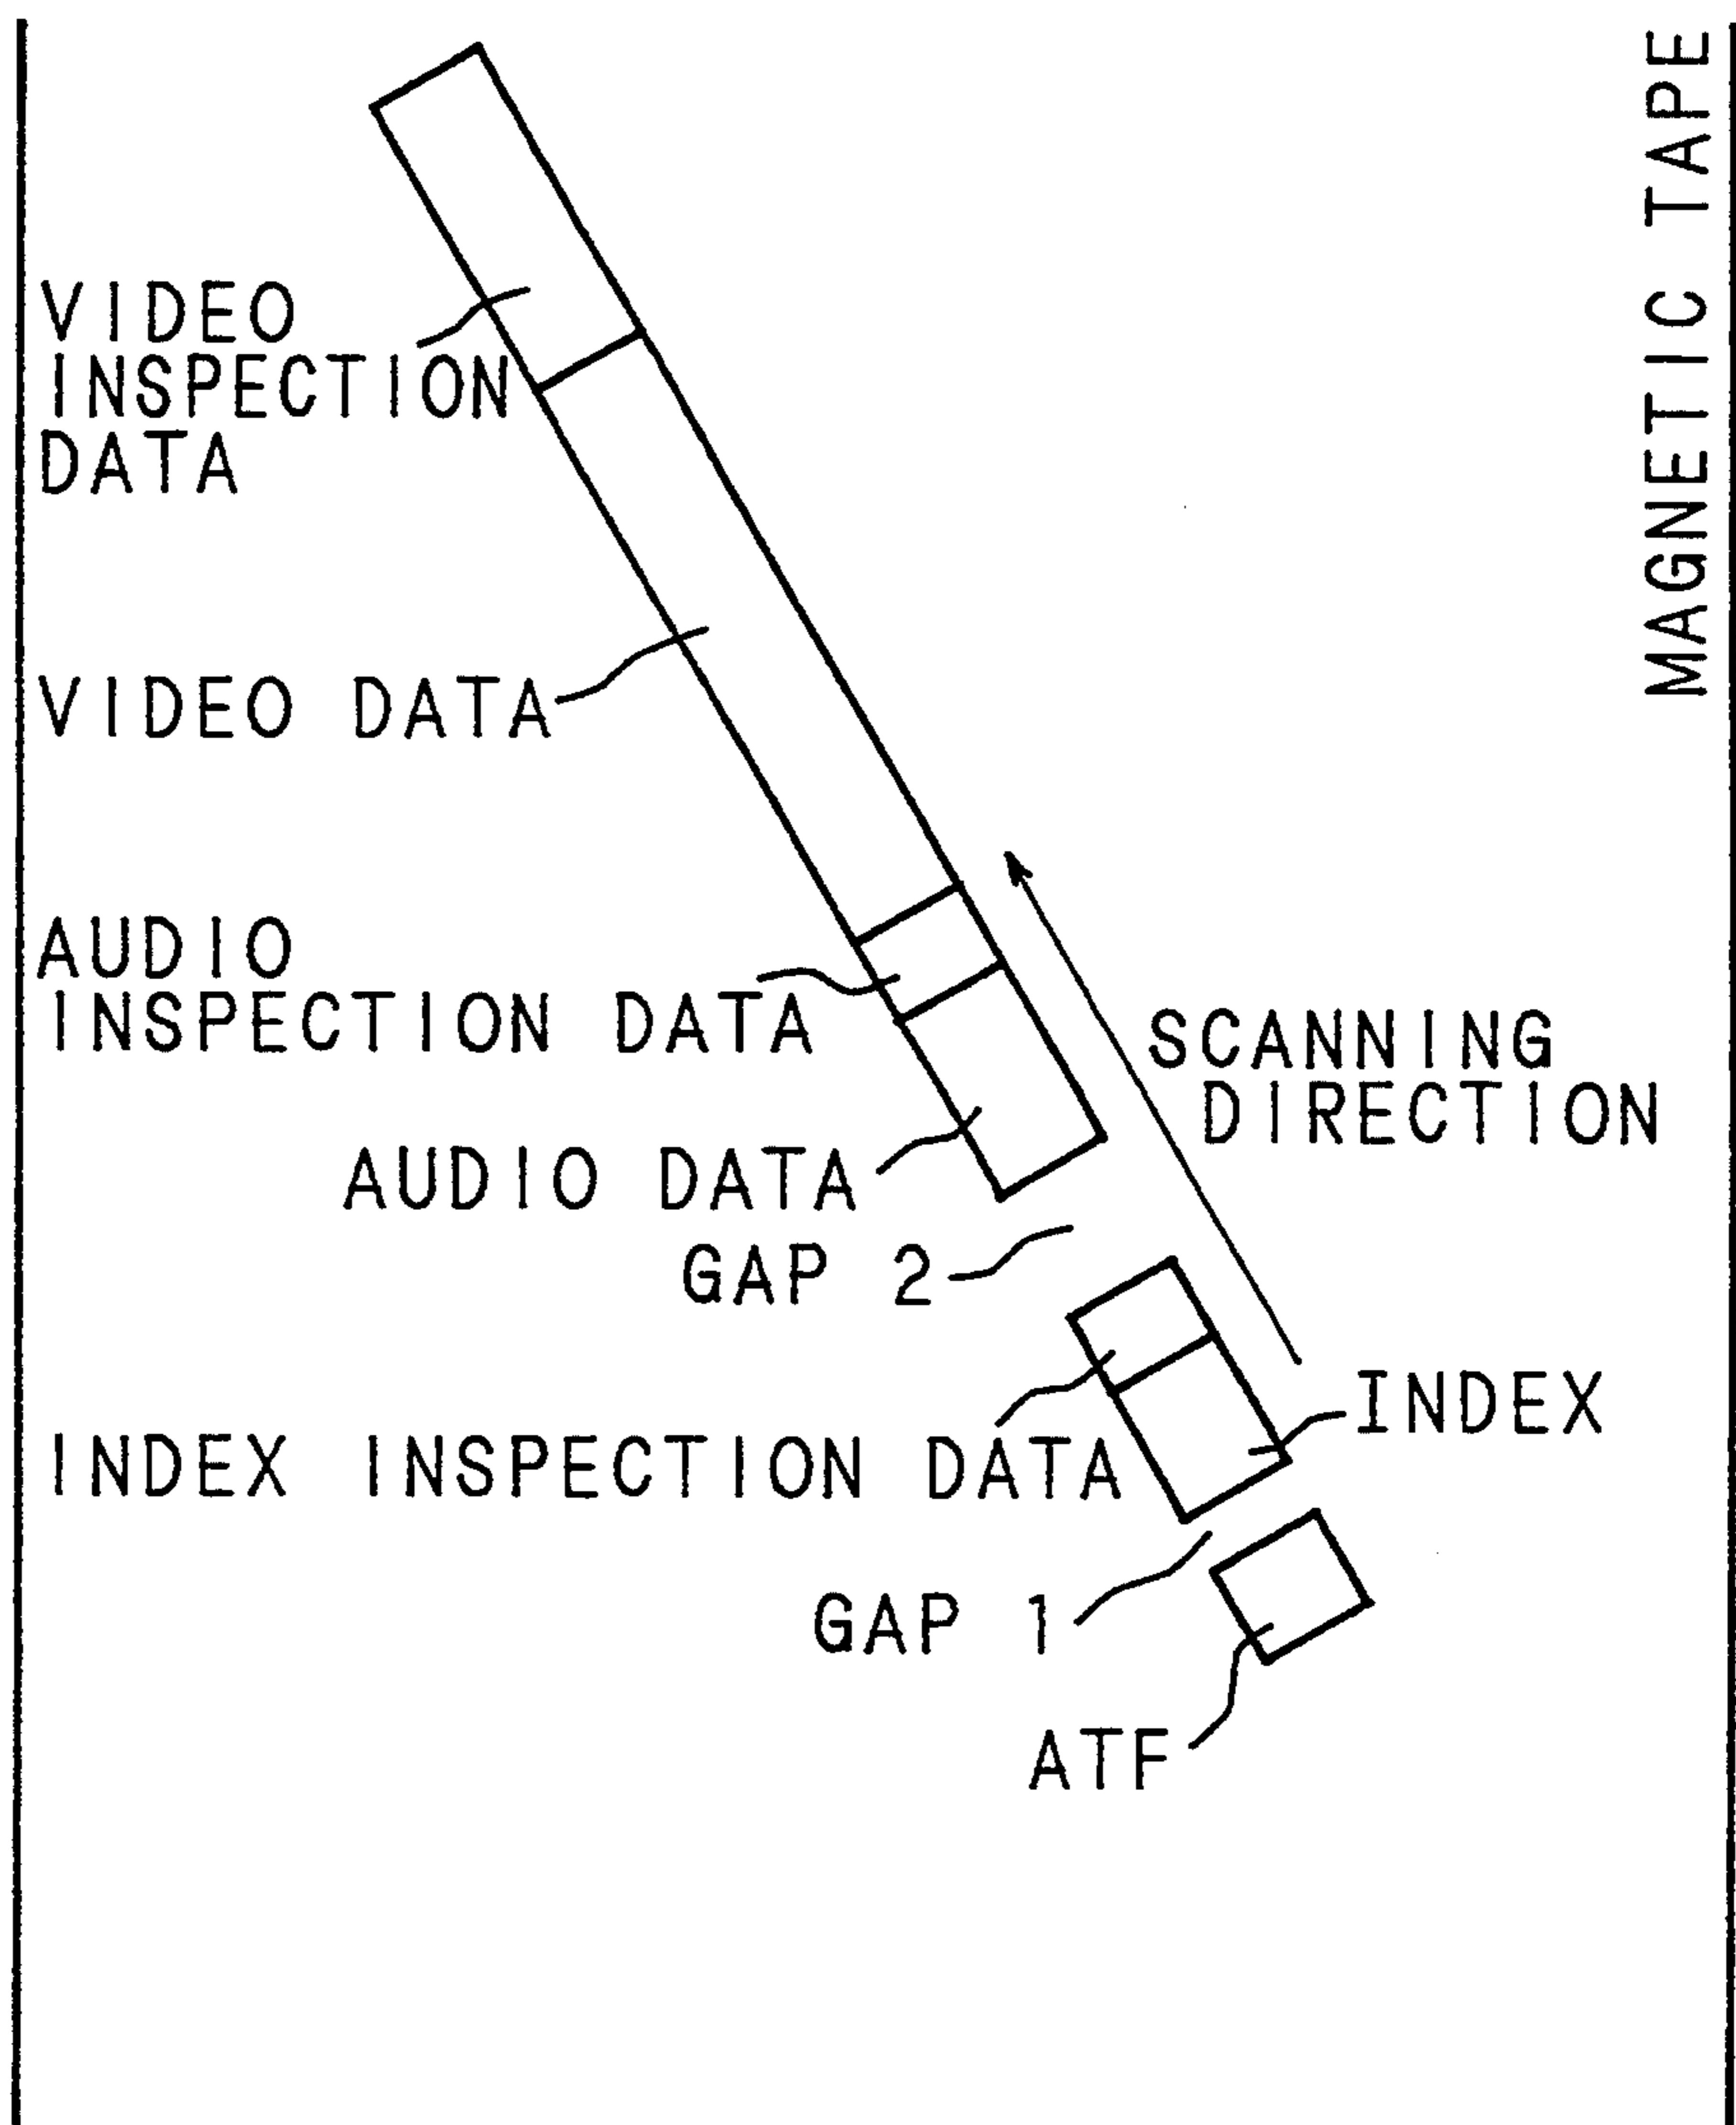 MAGNETIC TAPE
VIDEO
INSPECTION
DATA
VIDEO DATA
AUDIO
INSPECTION DATA
SCANNING
DIRECTION
AUDIO DATA
GAP 2
INDEX
INDEX INSPECTION DATA
GAP 1
ATF